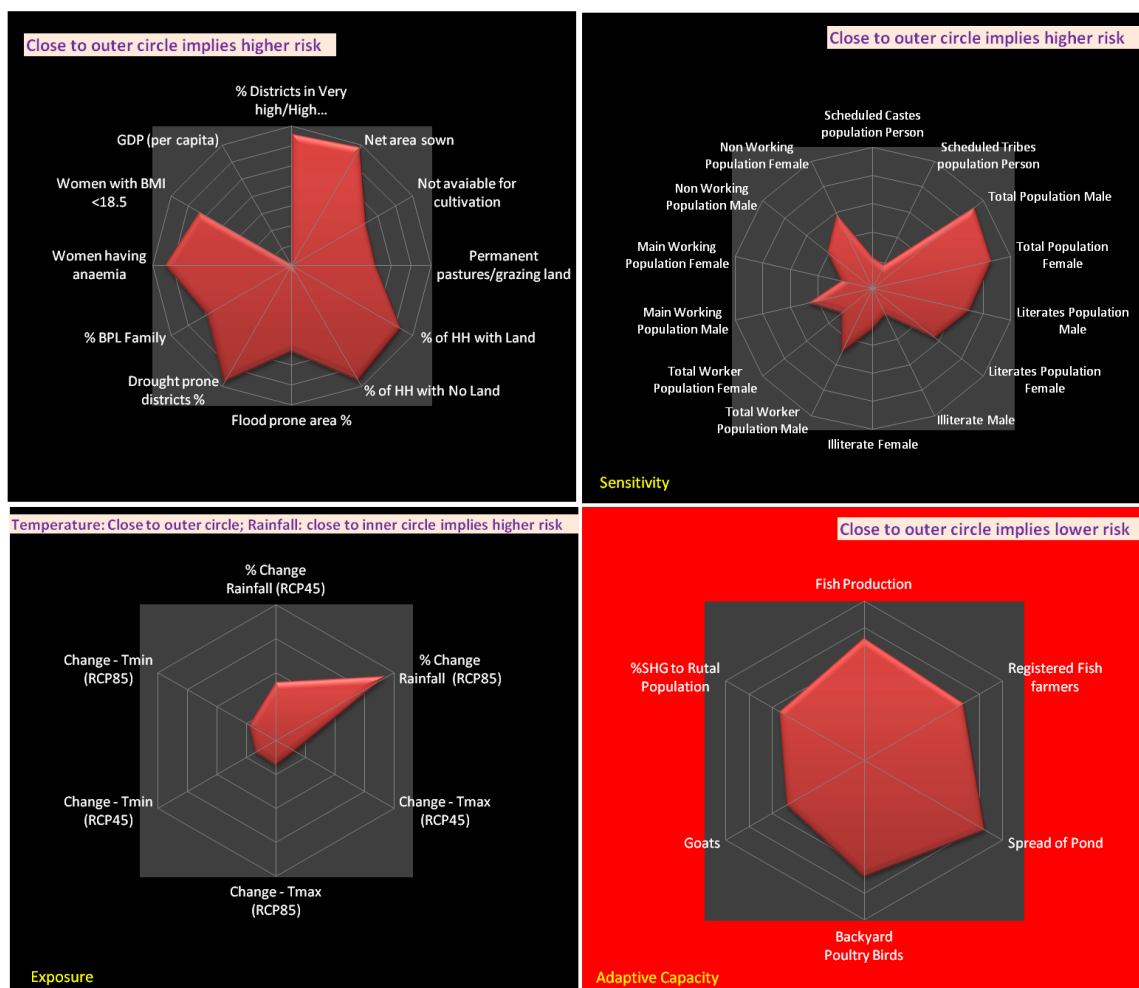 Close to outer circle implies higher risk
% Districts in Very
high/High...
GDP (per capita)
Net area sown
Women with BMI
<18.5
Not avaiable for
cultivation
Women having
anaemia
Permanent
pastures/grazing land
% BPL Family
% of HH with Land
Drought prone
districts %
% of HH with No Land
Flood prone area %
Close to outer circle implies higher risk
Scheduled Castes
population Person
Non Working
Population Female
Scheduled Tribes
population Person
Non Working
Population Male
Total Population Male
Main Working
Population Female
Total Population
Female
Main Working
Population Male
Literates Population
Male
Total Worker
Population Female
Literates Population
Female
Total Worker
Population Male
Illiterate Male
Illiterate Female
Sensitivity
Temperature: Close to outer circle; Rainfall: close to inner circle implies higher risk
% Change
Rainfall (RCP45)
Change - Tmin
(RCP85)
% Change
Rainfall (RCP85)
Change - Tmin
(RCP45)
Change - Tmax
(RCP45)
Change - Tmax
(RCP85)
Exposure
Close to outer circle implies lower risk
Fish Production
%SHG to Rutal
Population
Registered Fish
farmers
Goats
Spread of Pond
Backyard
Poultry Birds
Adaptive Capacity